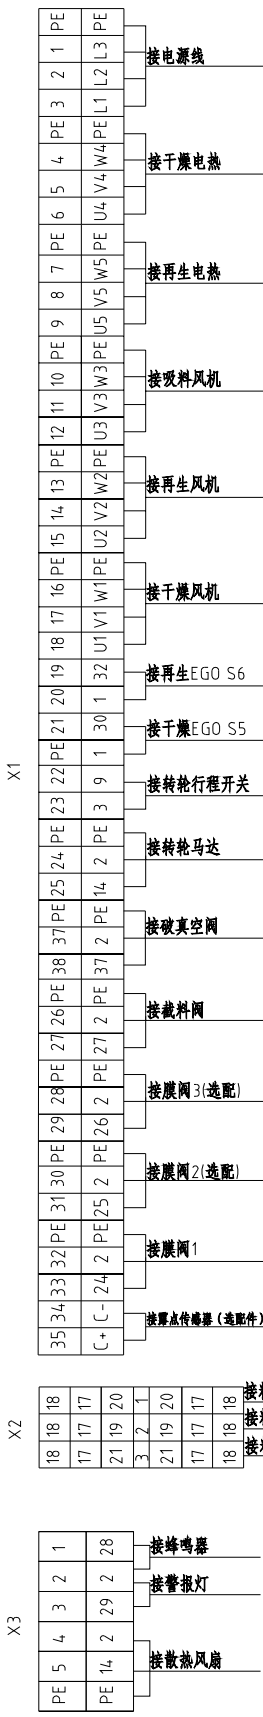 X1
PE PE
1 L3
接电源线
2 L2
3 L1
PE PE
4 W4
接干燥电热
5 V4
6 U4
PE PE
7 W5
接再生电热
8 V5
9 U5
PE PE
10 W3
接吸料风机
11 V3
12 U3
PE PE
13 W2
接再生风机
14 V2
15 U2
PE PE
16 W1
接干燥风机
17 V1
18 U1
19 32
接再生EGO S6
20 1
21 30
接干燥EGO S5
PE 1
22 9
接转轮行程开关
23 3
PE PE
24 2
接转轮马达
25 14
PE PE
37 2
接破真空阀
38 37
PE PE
26 2
接截料阀
27 27
PE PE
28 2
接膜阀3(选配)
29 26
PE PE
30 2
接膜阀2(选配)
31 25
PE PE
32 2
接膜阀1
33 24
34 C-
接露点传感器（选配件）
35 C+
X2
18 17 20 1 20 17 18 接
18 17 19 2 19 17 18 接
18 17 21 3 21 17 18 接
X3
1 28
接蜂鸣器
2 2
接警报灯
3 29
4 2
5 14
接散热风扇
PE PE